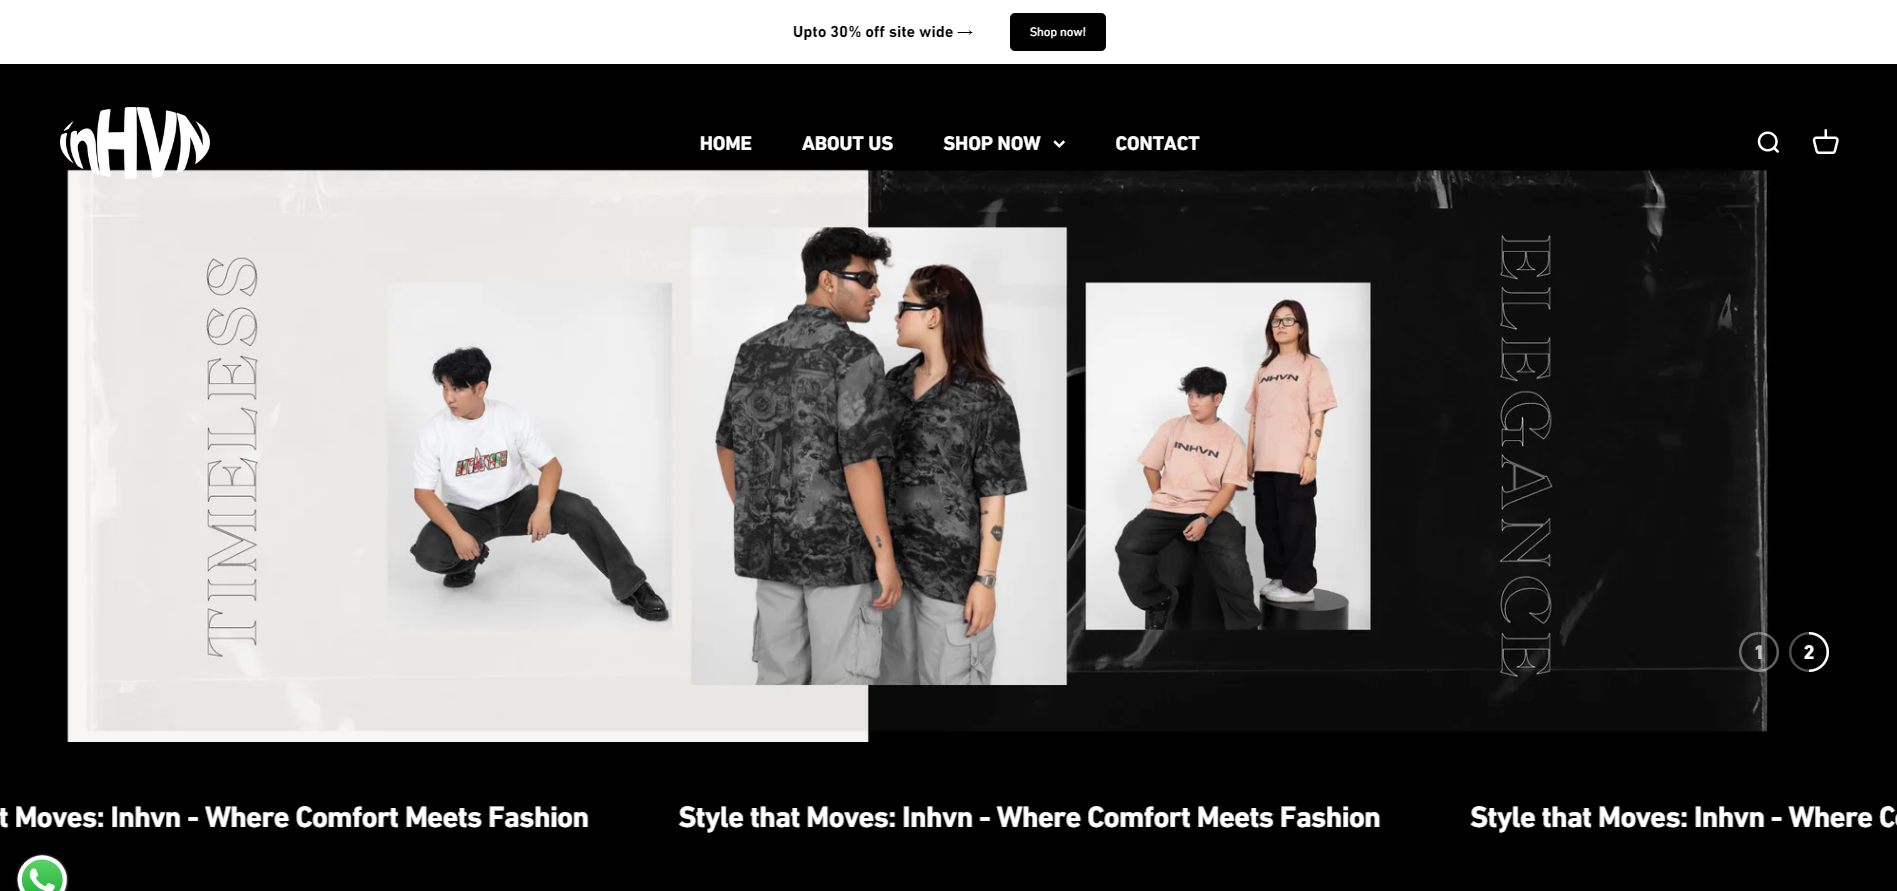 Upto 30% off site wide →
Shop now!
inHVN
HOME
ABOUT US
SHOP NOW
CONTACT
TIMELESS
INHVN
INHVN
INHVN
ELEGANCE
1
2
t Moves: Inhvn - Where Comfort Meets Fashion
Style that Moves: Inhvn - Where Comfort Meets Fashion
Style that Moves: Inhvn - Where C